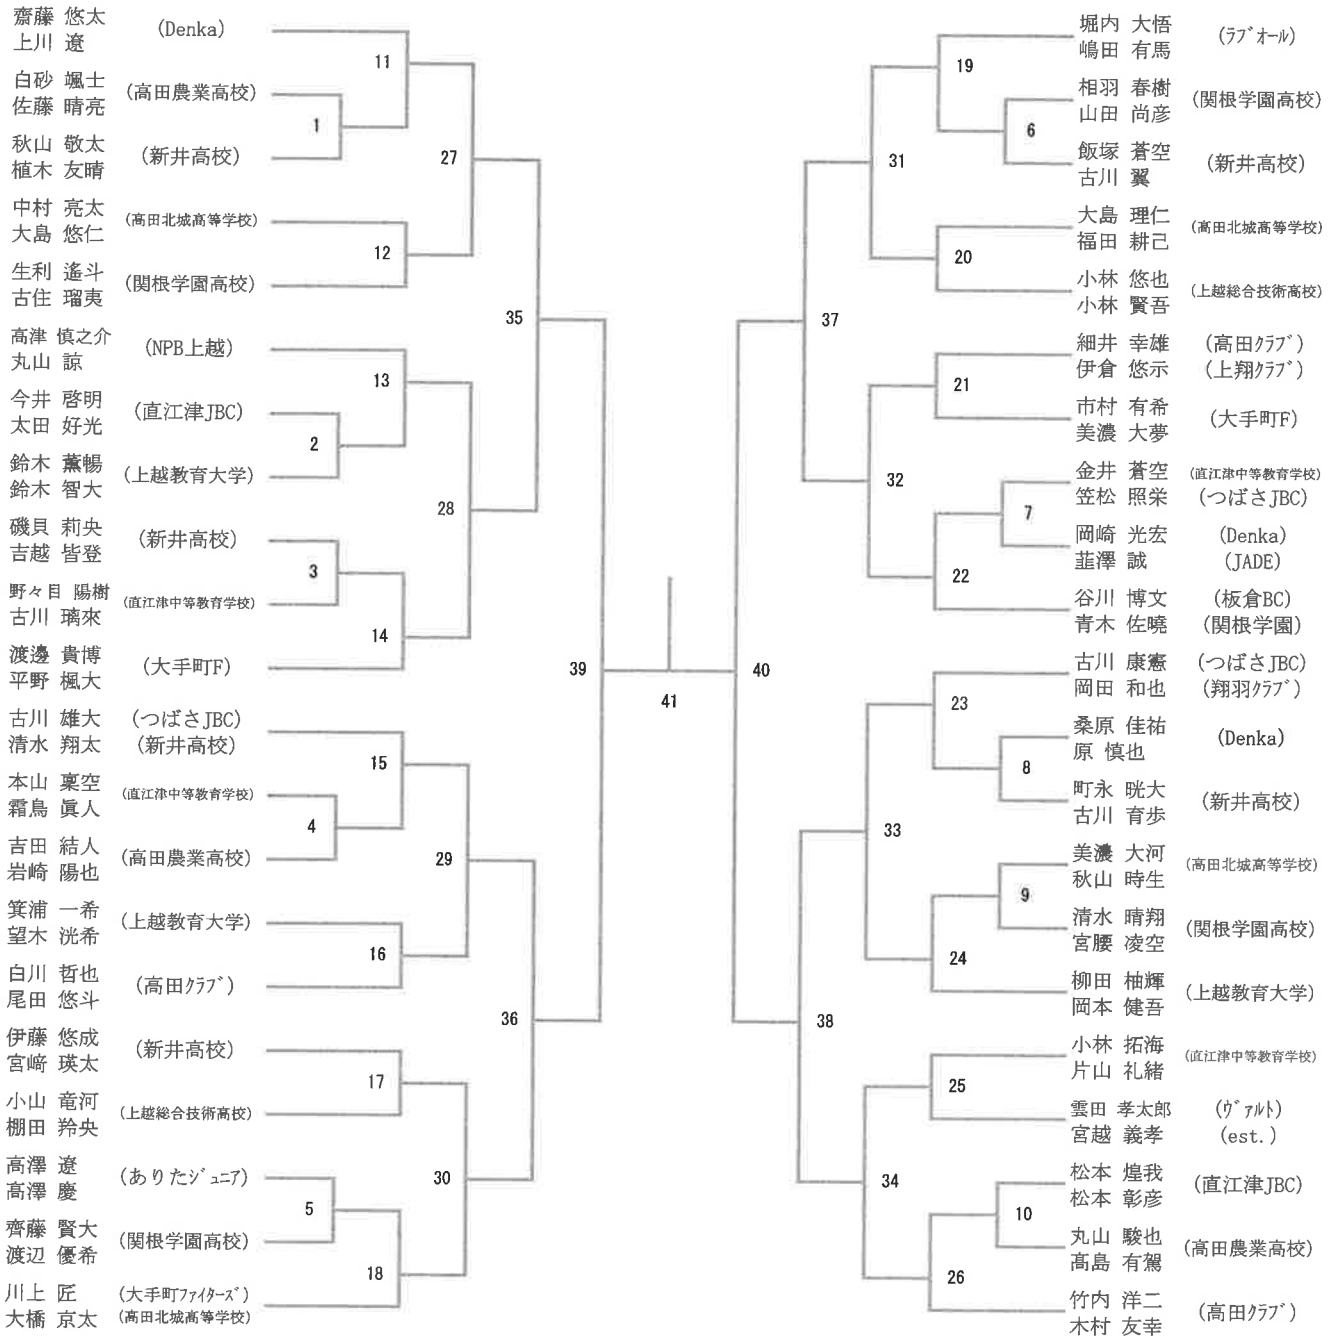 齋藤 悠太
上川 遼
(Denka)
白砂 颯士
佐藤 晴亮
(高田農業高校)
秋山 敬太
植木 友晴
(新井高校)
中村 亮太
大島 悠仁
(高田北城高等学校)
生利 遙斗
古住 瑠夷
(関根学園高校)
高津 慎之介
丸山 諒
(NPB上越)
今井 啓明
太田 好光
(直江津JBC)
鈴木 薫暢
鈴木 智大
(上越教育大学)
磯貝 莉央
吉越 皆登
(新井高校)
野々目 陽樹
古川 璃來
(直江津中等教育学校)
渡邊 貴博
平野 楓大
(大手町F)
古川 雄大 (つばさJBC)
清水 翔太 (新井高校)
本山 稟空
霜鳥 眞人
(直江津中等教育学校)
吉田 結人
岩崎 陽也
(高田農業高校)
箕浦 一希
望木 洸希
(上越教育大学)
白川 哲也
尾田 悠斗
(高田ｸﾗﾌﾞ)
伊藤 悠成
宮﨑 瑛太
(新井高校)
小山 竜河
棚田 羚央
(上越総合技術高校)
高澤 遼
高澤 慶
(ありたｼﾞｭﾆｱ)
齊藤 賢大
渡辺 優希
(関根学園高校)
川上 匠 (大手町ﾌｧｲﾀｰｽﾞ)
大橋 京太 (高田北城高等学校)
11
1
27
12
35
13
2
28
3
14
39
15
4
29
16
36
17
30
5
18
41
40
19
6
31
20
37
21
32
7
22
23
8
33
9
24
38
25
34
10
26
堀内 大悟
嶋田 有馬
(ﾗﾌﾞｵｰﾙ)
相羽 春樹
山田 尚彦
(関根学園高校)
飯塚 蒼空
古川 翼
(新井高校)
大島 理仁
福田 耕己
(高田北城高等学校)
小林 悠也
小林 賢吾
(上越総合技術高校)
細井 幸雄 (高田ｸﾗﾌﾞ)
伊倉 悠示 (上翔ｸﾗﾌﾞ)
市村 有希
美濃 大夢
(大手町F)
金井 蒼空 (直江津中等教育学校)
笠松 照栄 (つばさJBC)
岡崎 光宏 (Denka)
韮澤 誠 (JADE)
谷川 博文 (板倉BC)
青木 佐曉 (関根学園)
古川 康憲 (つばさJBC)
岡田 和也 (翔羽ｸﾗﾌﾞ)
桑原 佳祐
原 慎也
(Denka)
町永 晄大
古川 育歩
(新井高校)
美濃 大河
秋山 時生
(高田北城高等学校)
清水 晴翔
宮腰 凌空
(関根学園高校)
柳田 柚輝
岡本 健吾
(上越教育大学)
小林 拓海
片山 礼緒
(直江津中等教育学校)
雲田 孝太郎 (ヴｧﾙﾄ)
宮越 義孝 (est.)
松本 煌我
松本 彰彦
(直江津JBC)
丸山 駿也
髙島 有駕
(高田農業高校)
竹内 洋二
木村 友幸
(高田ｸﾗﾌﾞ)